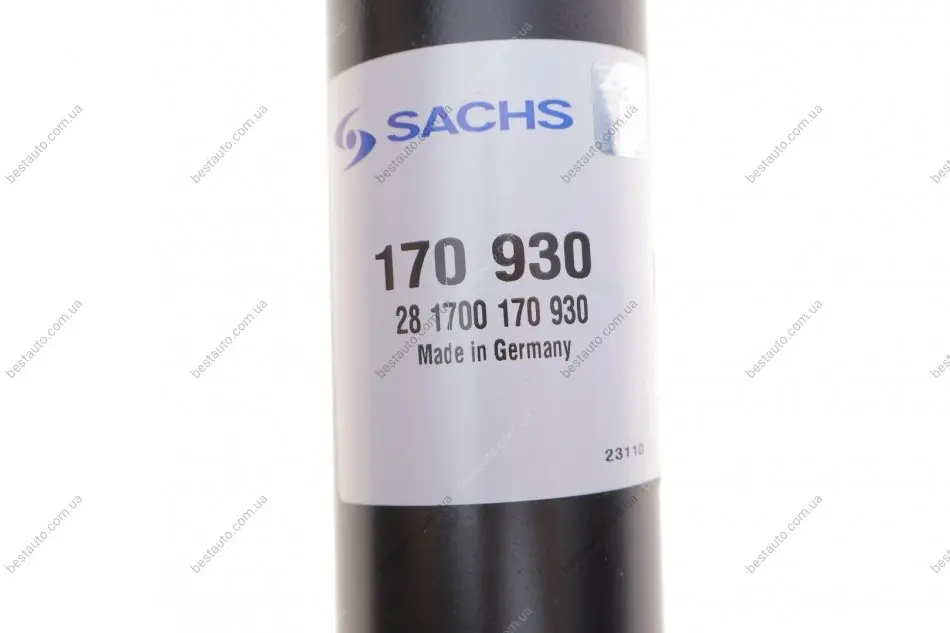 SACHS
170 930
28 1700 170 930
Made in Germany
23110
bestauto.com.ua